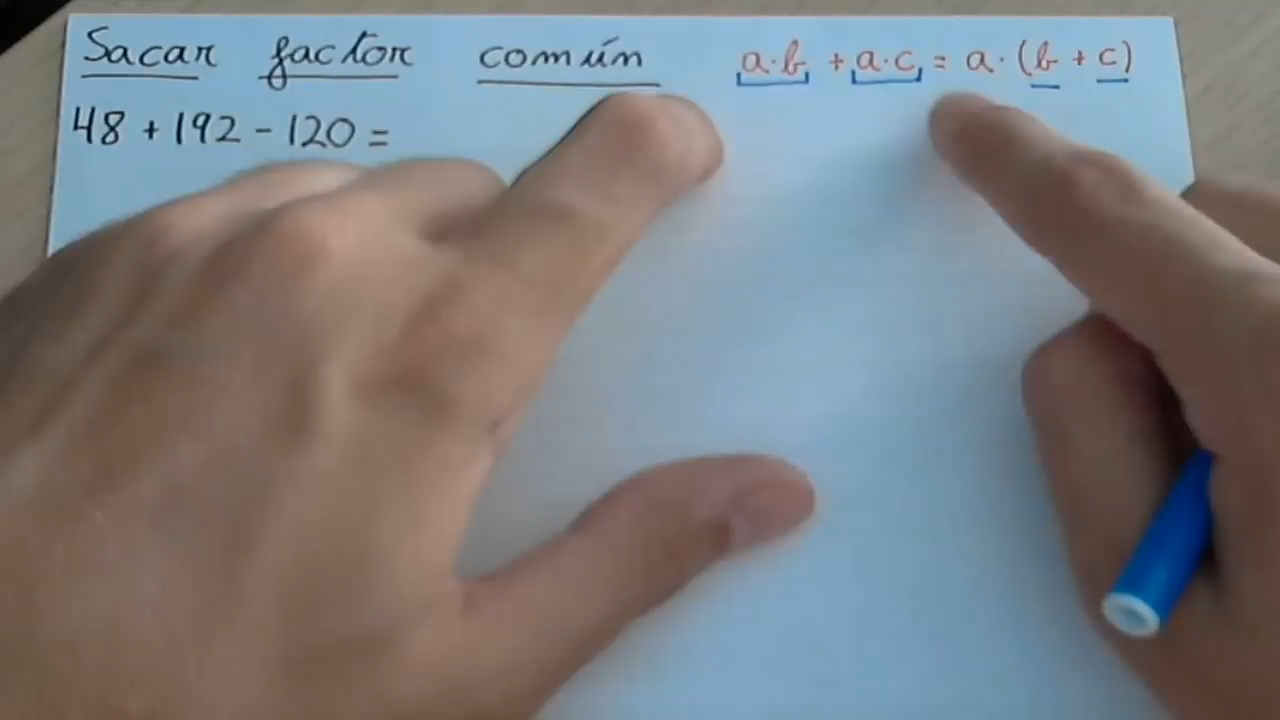 Sacar factor común a·b + a·c = a·(b + c)
48 + 192 - 120 =